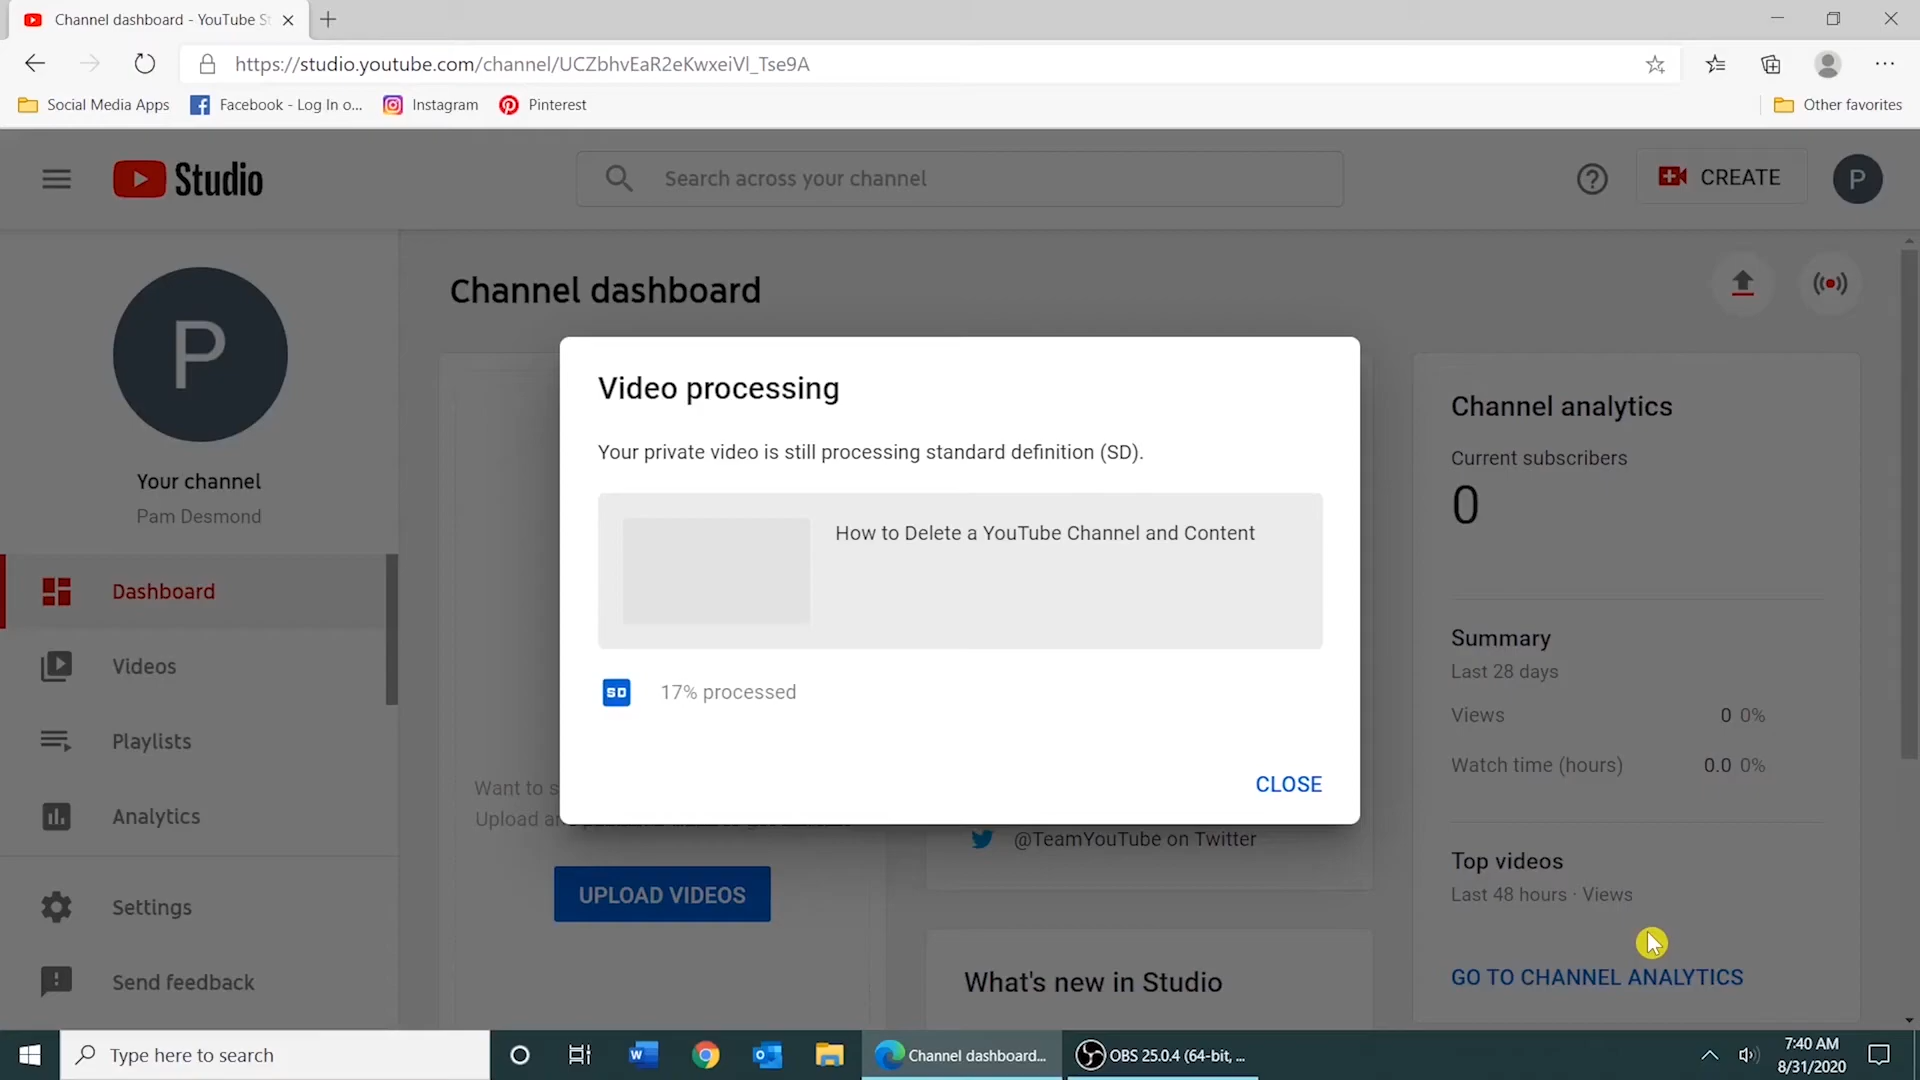 Channel dashboard - YouTube St
https://studio.youtube.com/channel/UCZbhvEaR2eKwxeiVl_Tse9A
Social Media Apps
Facebook - Log In o...
Instagram
Pinterest
Other favorites
Studio
Search across your channel
CREATE
P
P
Your channel
Pam Desmond
Dashboard
Videos
Playlists
Analytics
Settings
Send feedback
Channel dashboard
Video processing
Your private video is still processing standard definition (SD).
How to Delete a YouTube Channel and Content
SD
17% processed
CLOSE
Want to s
Upload an
UPLOAD VIDEOS
@TeamYouTube on Twitter
What's new in Studio
Channel analytics
Current subscribers
0
Summary
Last 28 days
Views 0 0%
Watch time (hours) 0.0 0%
Top videos
Last 48 hours · Views
GO TO CHANNEL ANALYTICS
Type here to search
Channel dashboard...
OBS 25.0.4 (64-bit, ...
7:40 AM
8/31/2020